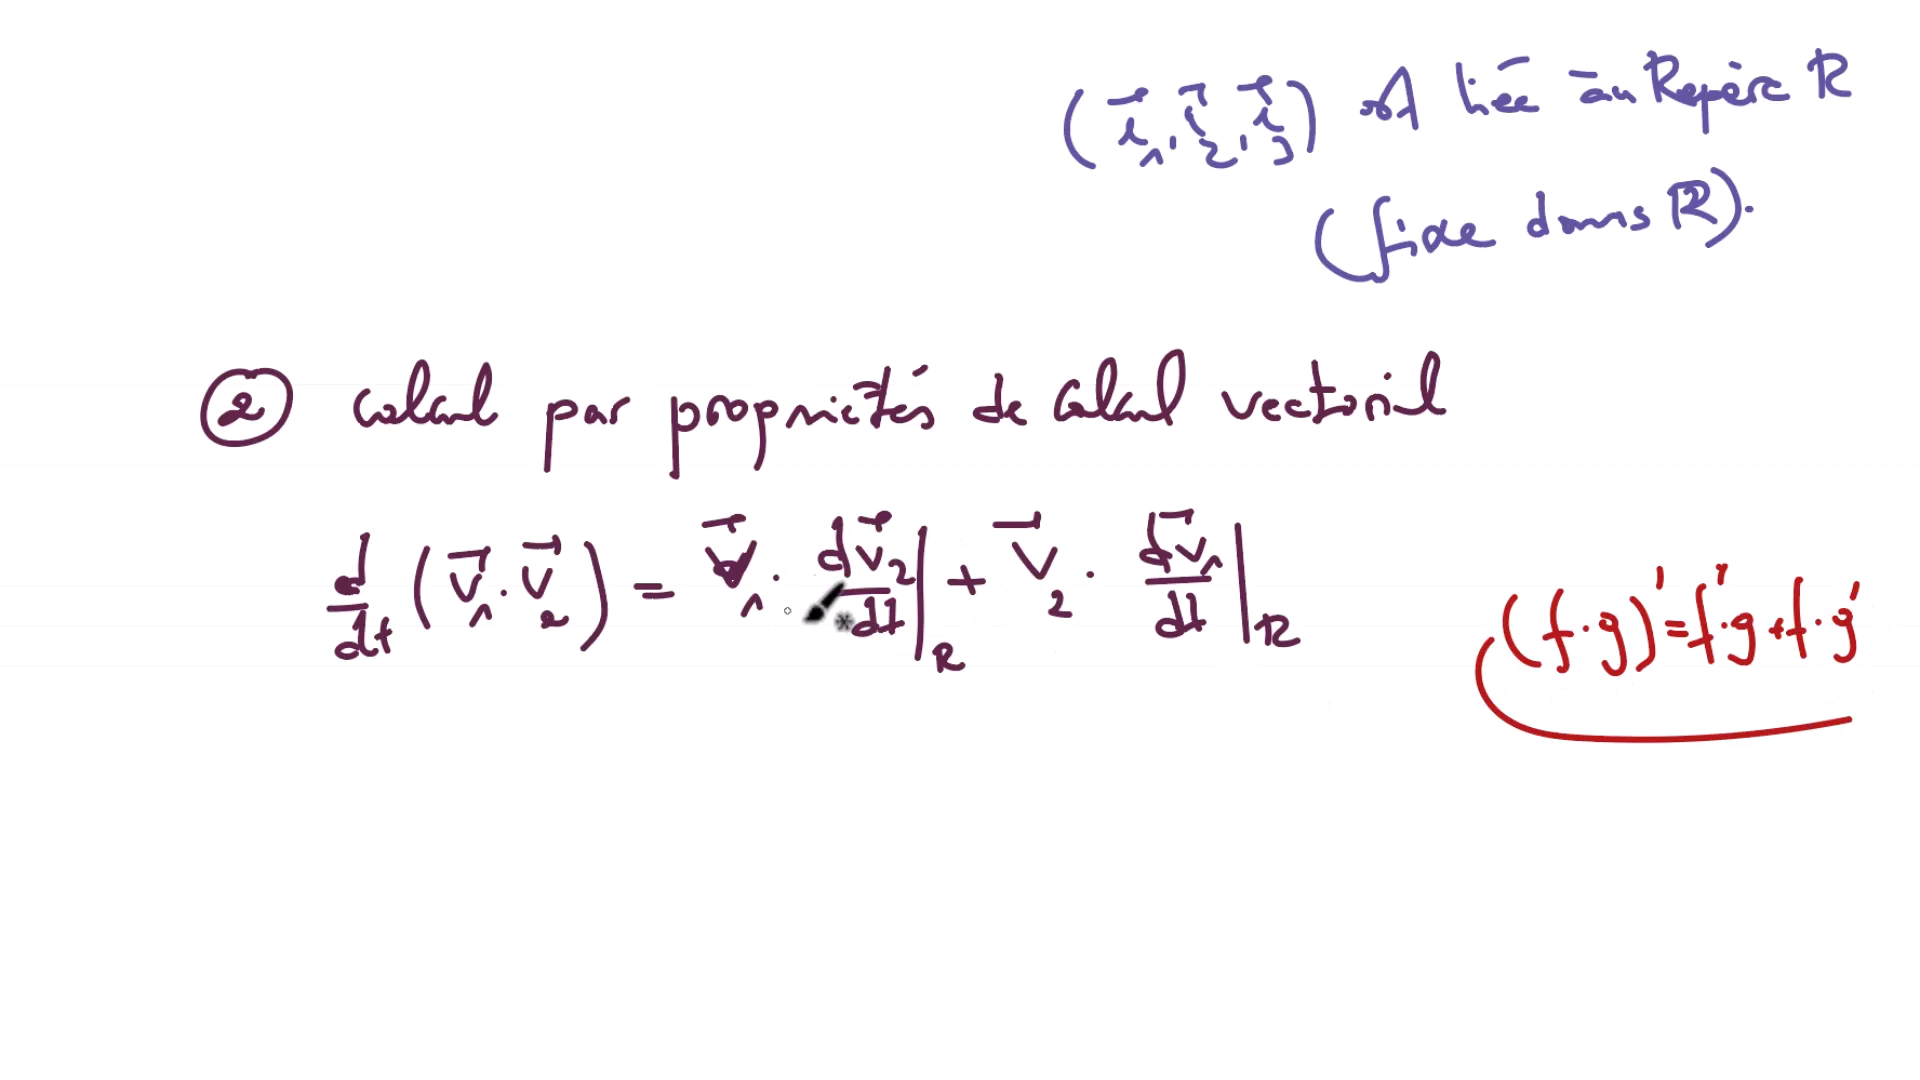 (i⃗₁, i⃗₂, i⃗₃) est liée au Repère R
(fixe dans R).
② Calcul par propriétés de calcul vectoriel
d/dt (V⃗₁ · V⃗₂) = V⃗₁ · dV⃗₂/dt |R + V⃗₂ · dV⃗₁/dt |R
(f·g)' = f'·g + f·g'